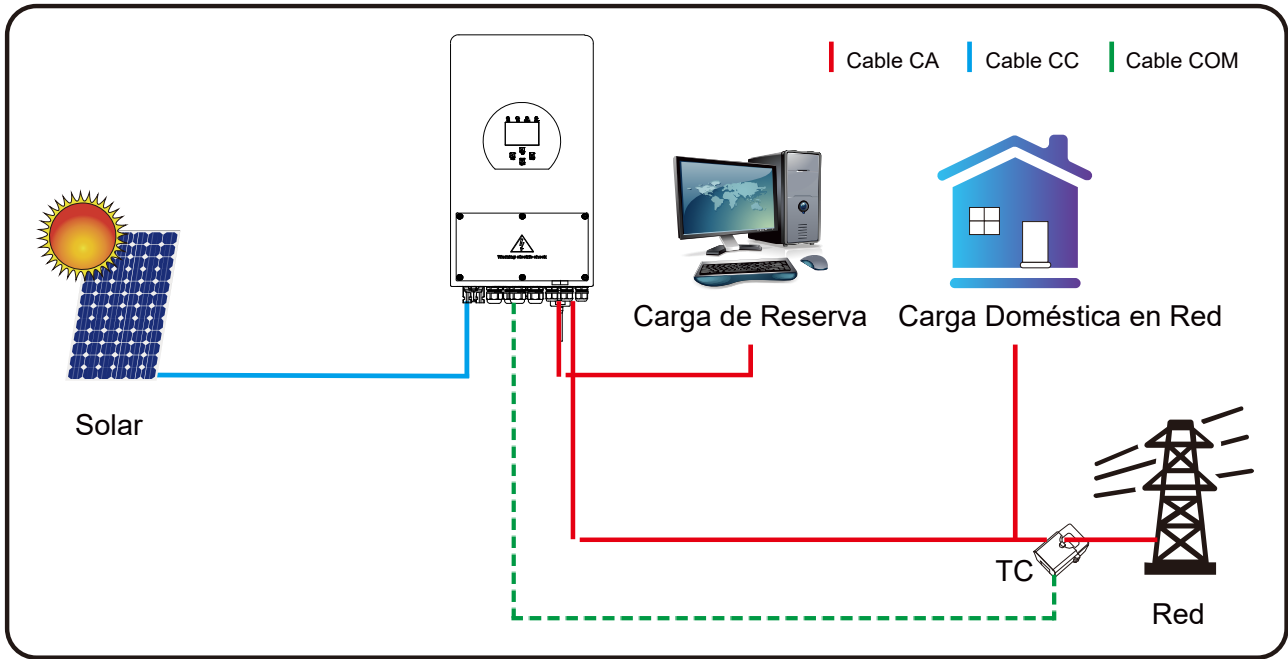 Cable CA
Cable CC
Cable COM
Carga de Reserva
Carga Doméstica en Red
Solar
TC
Red